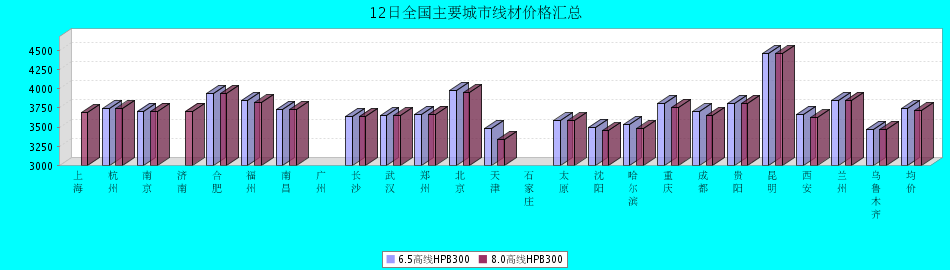 12日全国主要城市线材价格汇总
4500
4250
4000
3750
3500
3250
3000
上海
杭州
南京
济南
合肥
福州
南昌
广州
长沙
武汉
郑州
北京
天津
石家庄
太原
沈阳
哈尔滨
重庆
成都
贵阳
昆明
西安
兰州
乌鲁木齐
均价
6.5高线HPB300
8.0高线HPB300